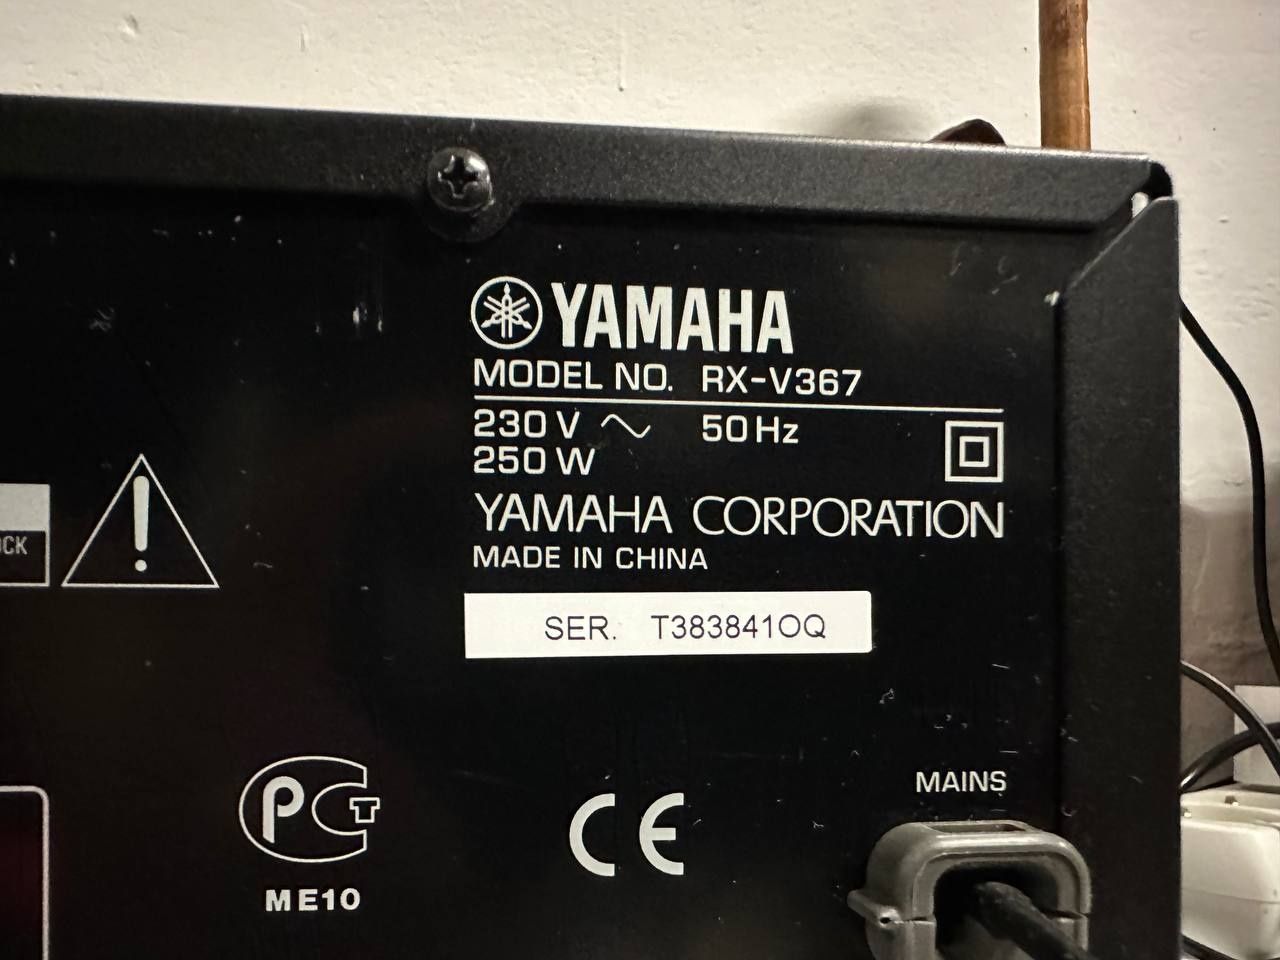 YAMAHA
MODEL NO. RX-V367
230 V ~ 50 Hz
250 W
YAMAHA CORPORATION
MADE IN CHINA
OCK
SER. T383841OQ
MAINS
PCT
CE
ME10